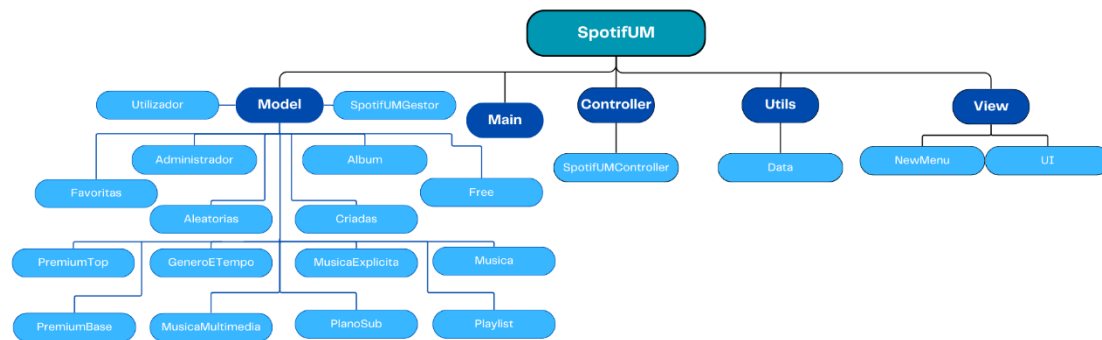 SpotifUM
Utilizador
Model
SpotifUMGestor
Main
Controller
Utils
View
Administrador
Album
SpotifUMController
Data
NewMenu
UI
Favoritas
Free
Aleatorias
Criadas
PremiumTop
GeneroETempo
MusicaExplicita
Musica
PremiumBase
MusicaMultimedia
PlanoSub
Playlist